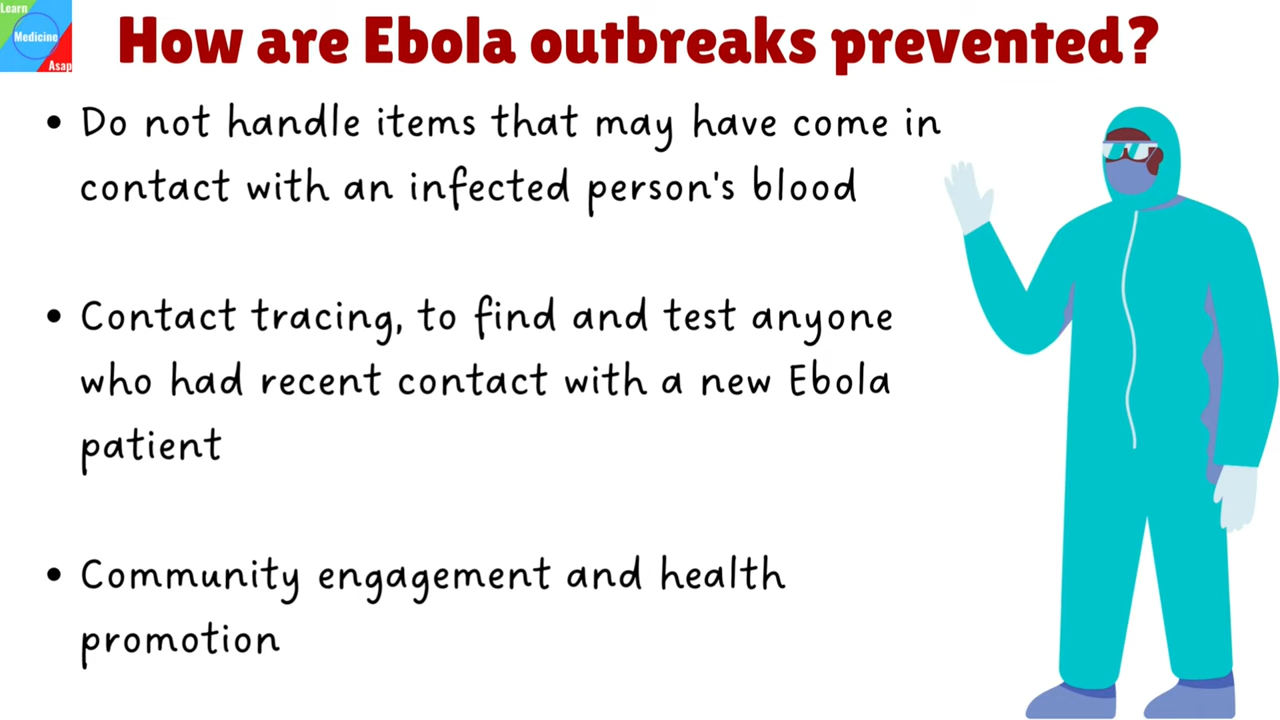 Learn
Medicine
Asap
How are Ebola outbreaks prevented?
• Do not handle items that may have come in
contact with an infected person's blood
• Contact tracing, to find and test anyone
who had recent contact with a new Ebola
patient
• Community engagement and health
promotion